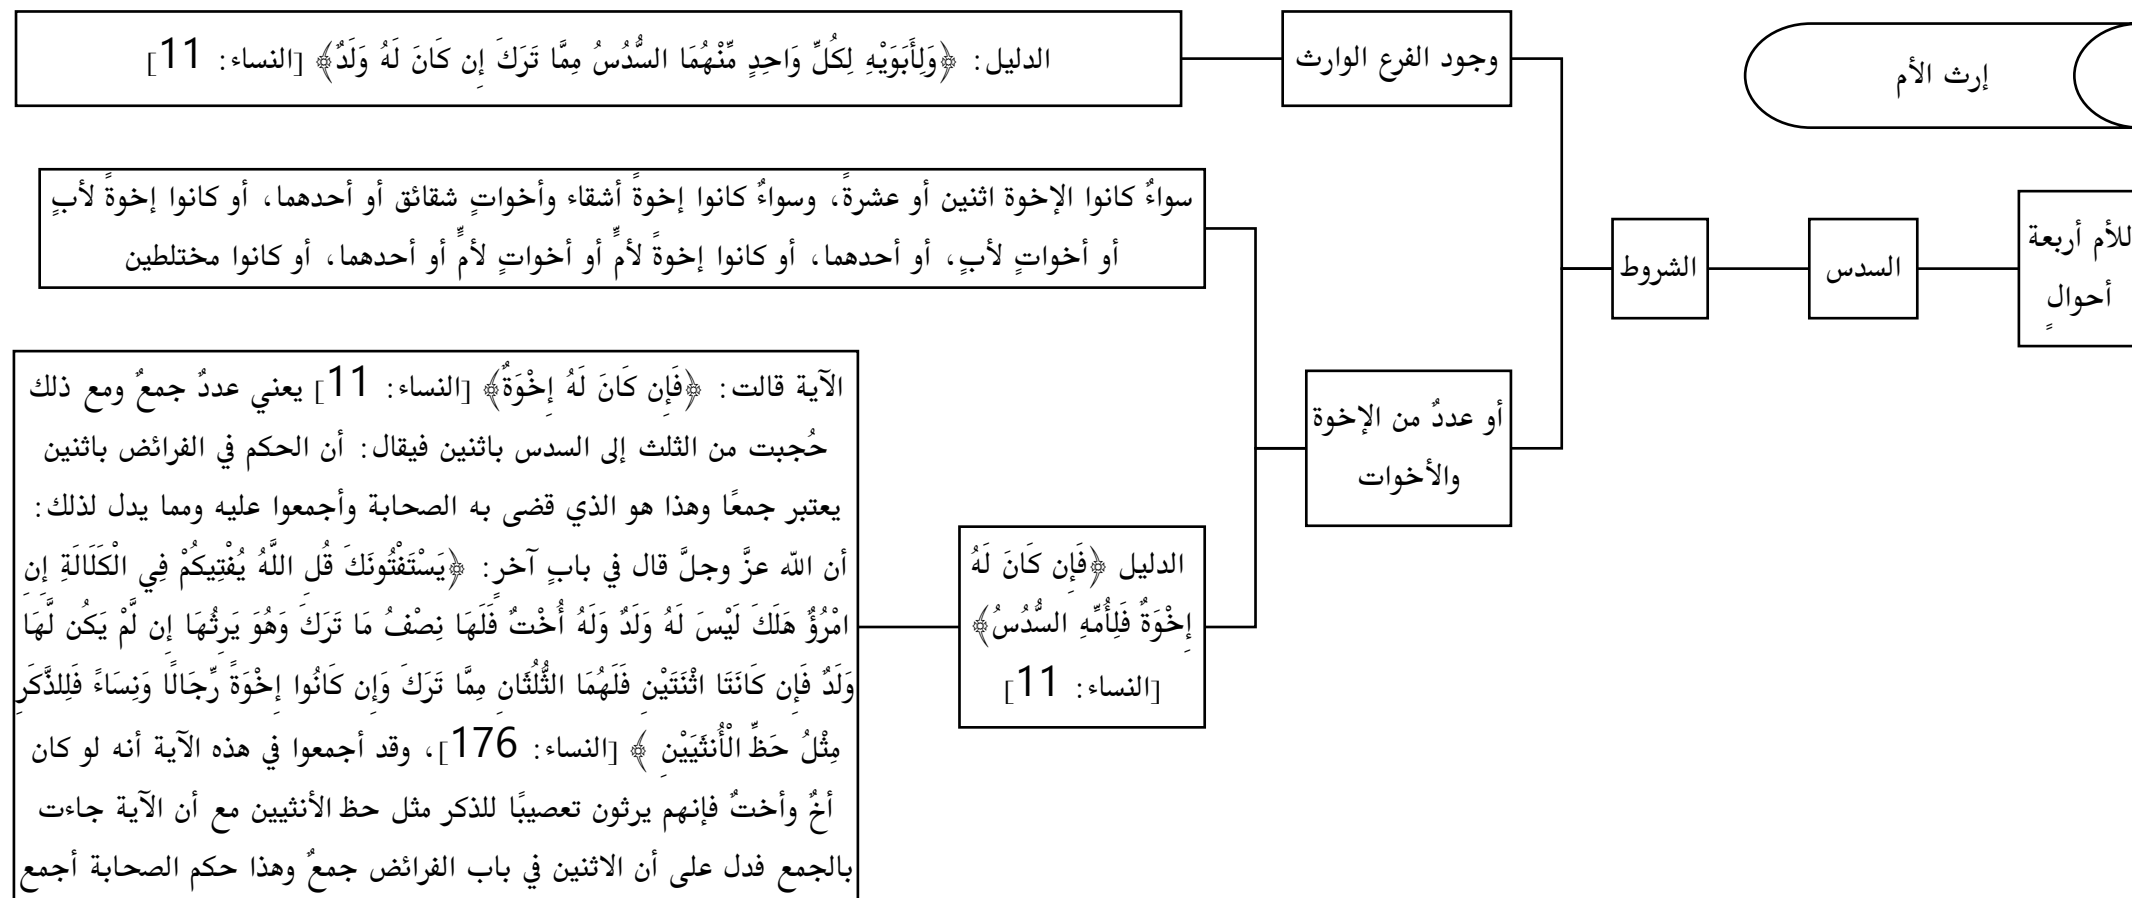 إرث الأم
للأم أربعة
أحوالٍ
السدس
الشروط
وجود الفرع الوارث
الدليل: ﴿وَلِأَبَوَيْهِ لِكُلِّ وَاحِدٍ مِّنْهُمَا السُّدُسُ مِمَّا تَرَكَ إِن كَانَ لَهُ وَلَدٌ﴾ [النساء: 11]
أو عددٌ من الإخوة
والأخوات
سواءٌ كانوا الإخوة اثنين أو عشرةً، وسواءٌ كانوا إخوةً أشقاء وأخواتٍ شقائق أو أحدهما، أو كانوا إخوةً لأبٍ
أو أخواتٍ لأبٍ، أو أحدهما، أو كانوا إخوةً لأمٍّ أو أخواتٍ لأمٍّ أو أحدهما، أو كانوا مختلطين
الدليل ﴿فَإِن كَانَ لَهُ
إِخْوَةٌ فَلِأُمِّهِ السُّدُسُ﴾
[النساء: 11]
الآية قالت: ﴿فَإِن كَانَ لَهُ إِخْوَةٌ﴾ [النساء: 11] يعني عددٌ جمعٌ ومع ذلك
حُجبت من الثلث إلى السدس باثنين فيقال: أن الحكم في الفرائض باثنين
يعتبر جمعًا وهذا هو الذي قضى به الصحابة وأجمعوا عليه ومما يدل لذلك:
أن الله عزَّ وجلَّ قال في بابٍ آخرٍ: ﴿يَسْتَفْتُونَكَ قُلِ اللَّهُ يُفْتِيكُمْ فِي الْكَلَالَةِ إِنِ
امْرُؤٌ هَلَكَ لَيْسَ لَهُ وَلَدٌ وَلَهُ أُخْتٌ فَلَهَا نِصْفُ مَا تَرَكَ وَهُوَ يَرِثُهَا إِن لَّمْ يَكُن لَّهَا
وَلَدٌ فَإِن كَانَتَا اثْنَتَيْنِ فَلَهُمَا الثُّلُثَانِ مِمَّا تَرَكَ وَإِن كَانُوا إِخْوَةً رِّجَالًا وَنِسَاءً فَلِلذَّكَرِ
مِثْلُ حَظِّ الْأُنثَيَيْنِ ﴾ [النساء: 176]، وقد أجمعوا في هذه الآية أنه لو كان
أخٌ وأختٌ فإنهم يرثون تعصيبًا للذكر مثل حظ الأنثيين مع أن الآية جاءت
بالجمع فدل على أن الاثنين في باب الفرائض جمعٌ وهذا حكم الصحابة أجمع